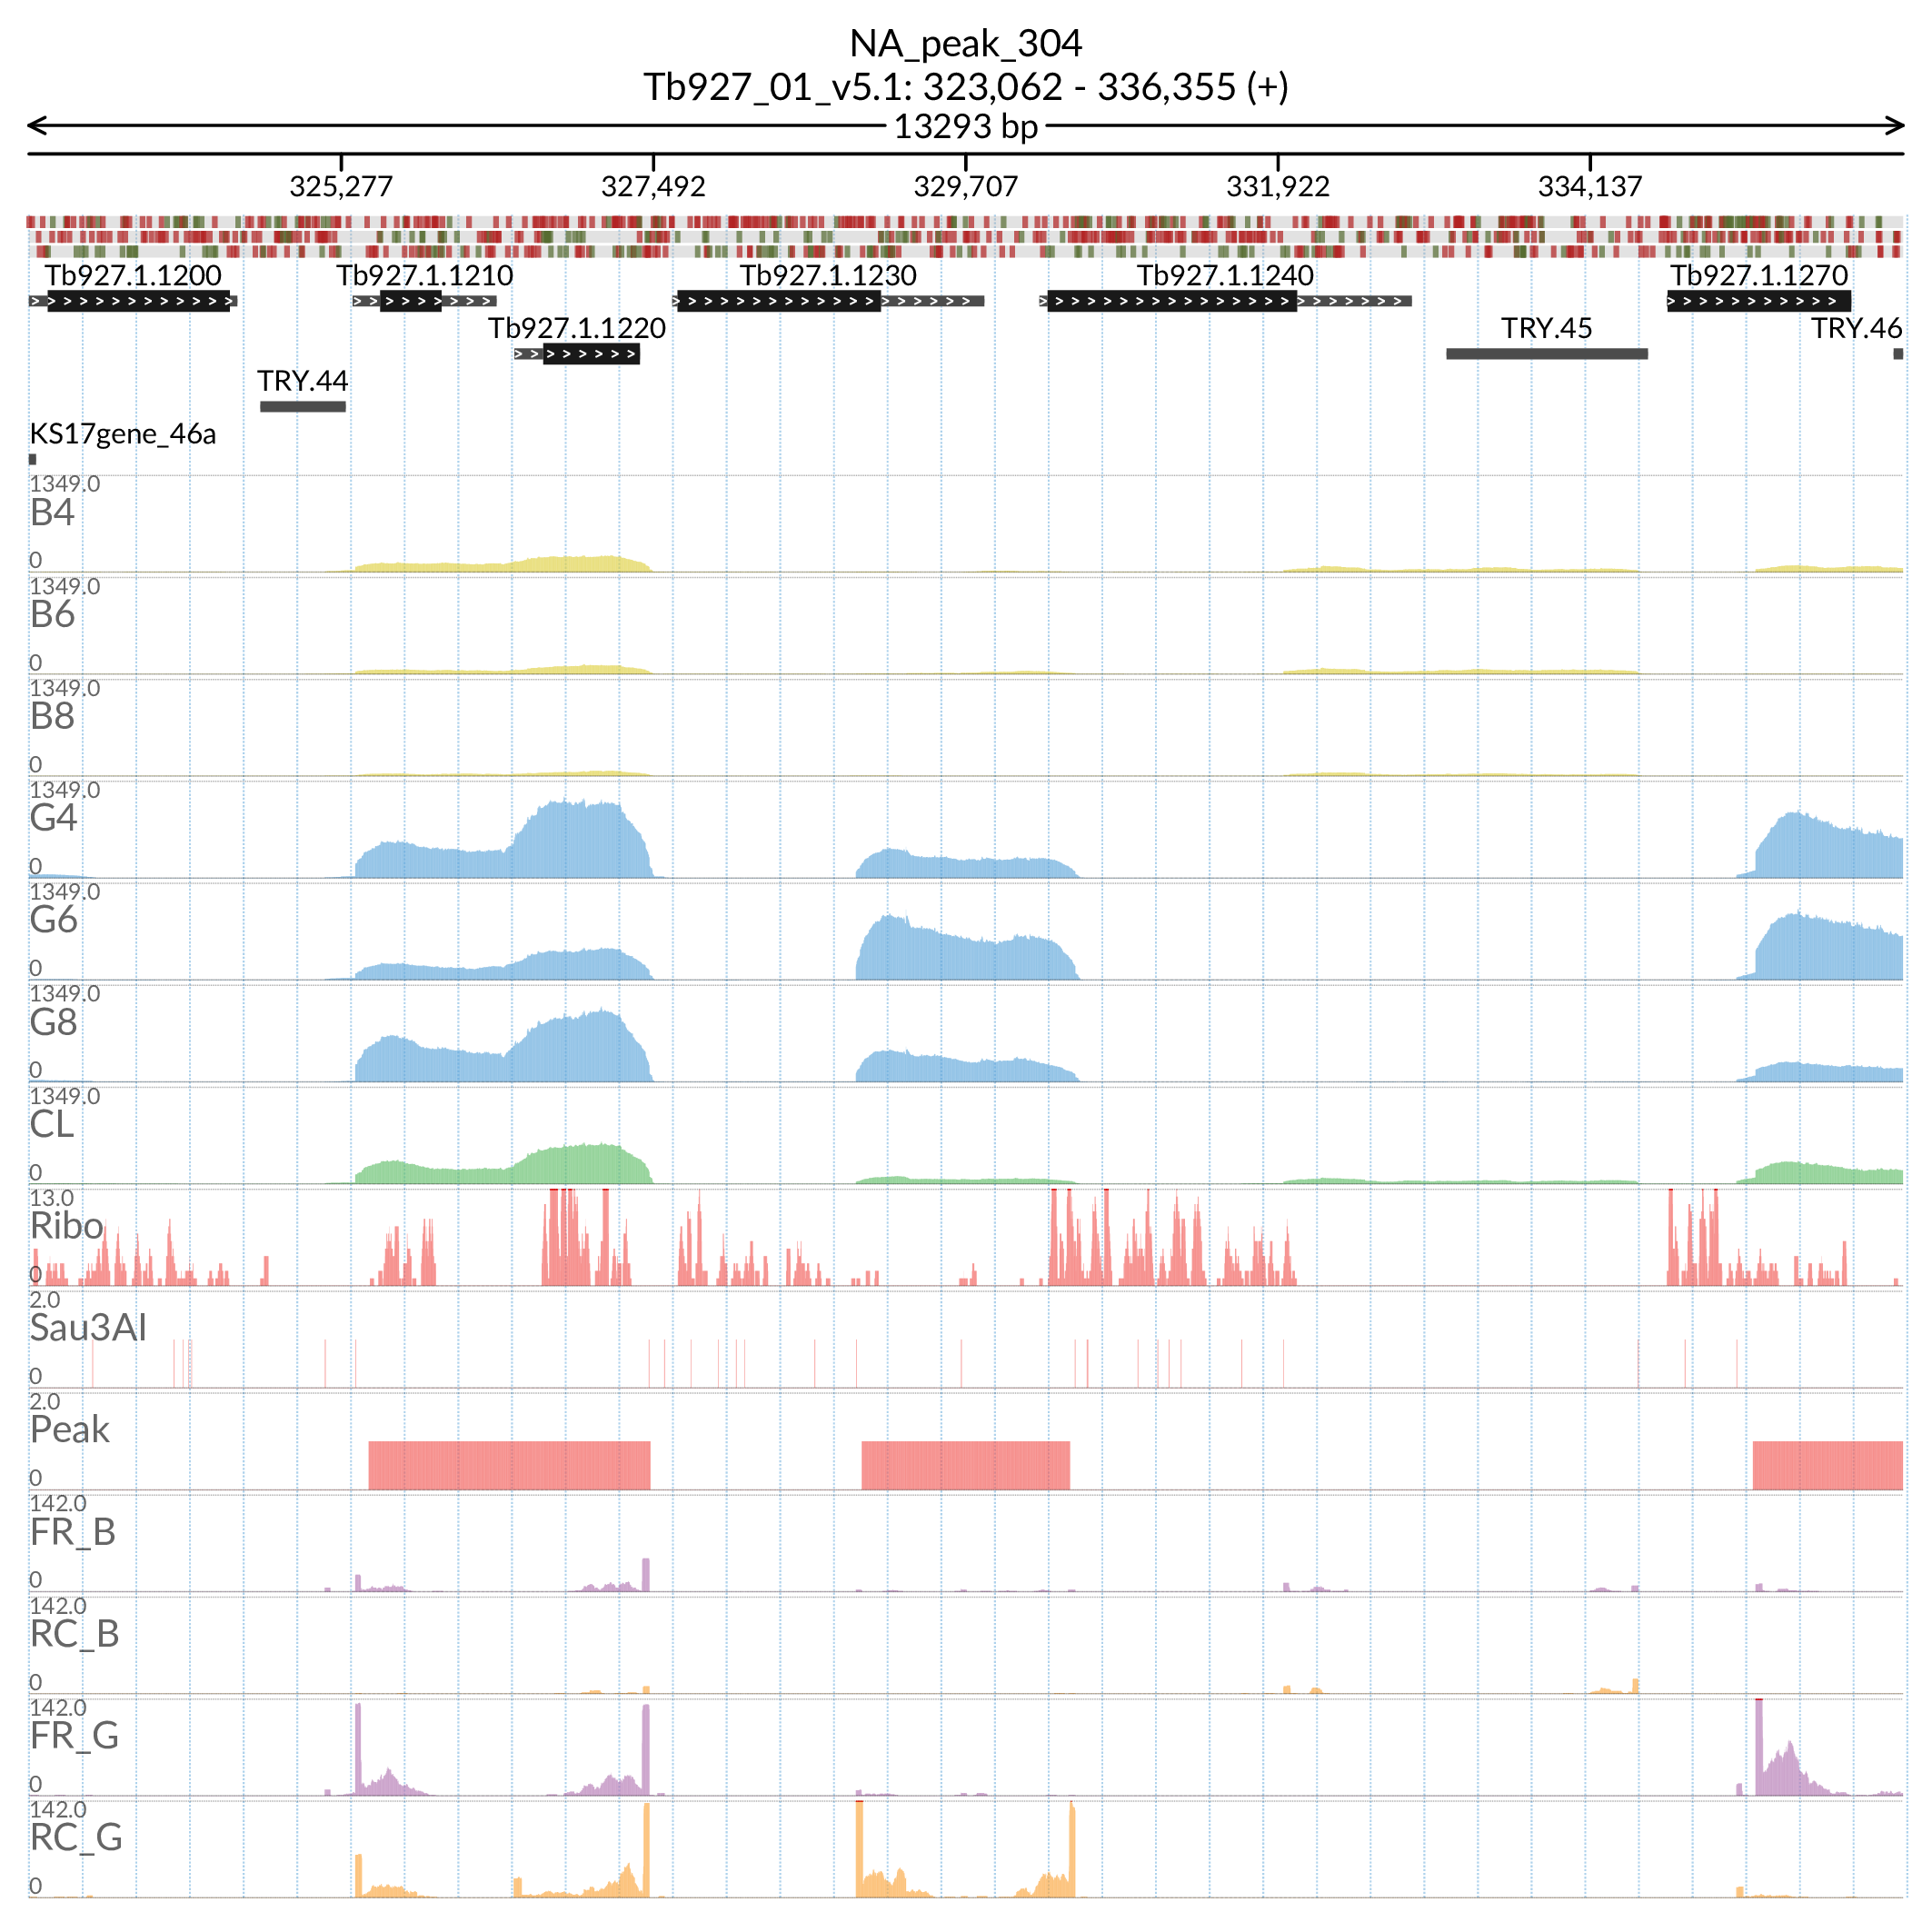 NA_peak_304
Tb927_01_v5.1: 323,062 - 336,355 (+)
13293 bp
325,277 327,492 329,707 331,922 334,137
Tb927.1.1200 Tb927.1.1210 Tb927.1.1230 Tb927.1.1240 Tb927.1.1270
Tb927.1.1220 TRY.45 TRY.46
TRY.44
KS17gene_46a
1349.0
B4
0
1349.0
B6
0
1349.0
B8
0
1349.0
G4
0
1349.0
G6
0
1349.0
G8
0
1349.0
CL
0
13.0
Ribo
0
2.0
Sau3AI
0
2.0
Peak
0
142.0
FR_B
0
142.0
RC_B
0
142.0
FR_G
0
142.0
RC_G
0